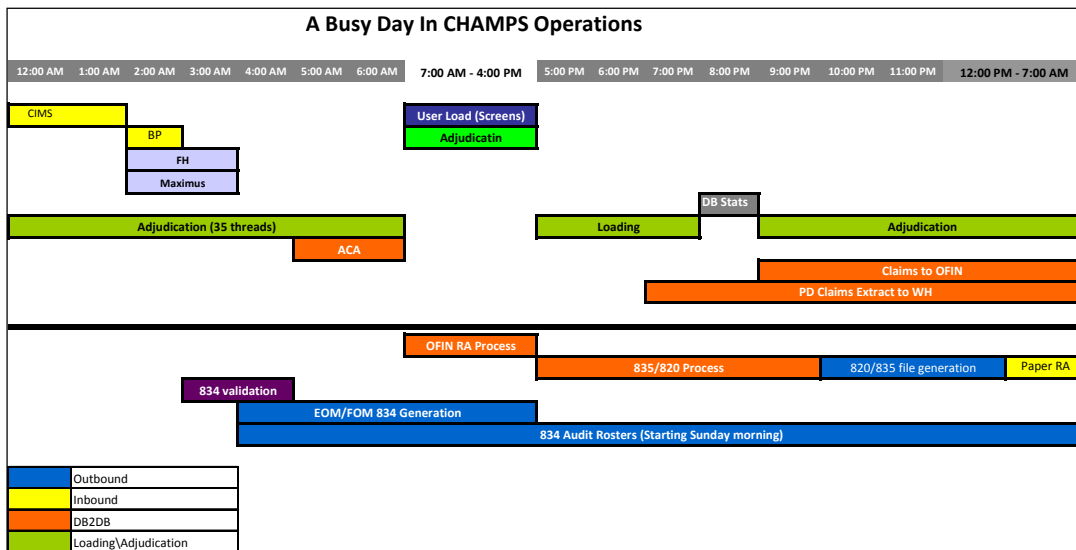 A Busy Day In CHAMPS Operations
12:00 AM 1:00 AM 2:00 AM 3:00 AM 4:00 AM 5:00 AM 6:00 AM 7:00 AM - 4:00 PM 5:00 PM 6:00 PM 7:00 PM 8:00 PM 9:00 PM 10:00 PM 11:00 PM 12:00 PM - 7:00 AM
CIMS User Load (Screens)
BP Adjudicatin
FH
Maximus
DB Stats
Adjudication (35 threads) Loading Adjudication
ACA
Claims to OFIN
PD Claims Extract to WH
OFIN RA Process
835/820 Process 820/835 file generation Paper RA
834 validation
EOM/FOM 834 Generation
834 Audit Rosters (Starting Sunday morning)
Outbound
Inbound
DB2DB
Loading\Adjudication